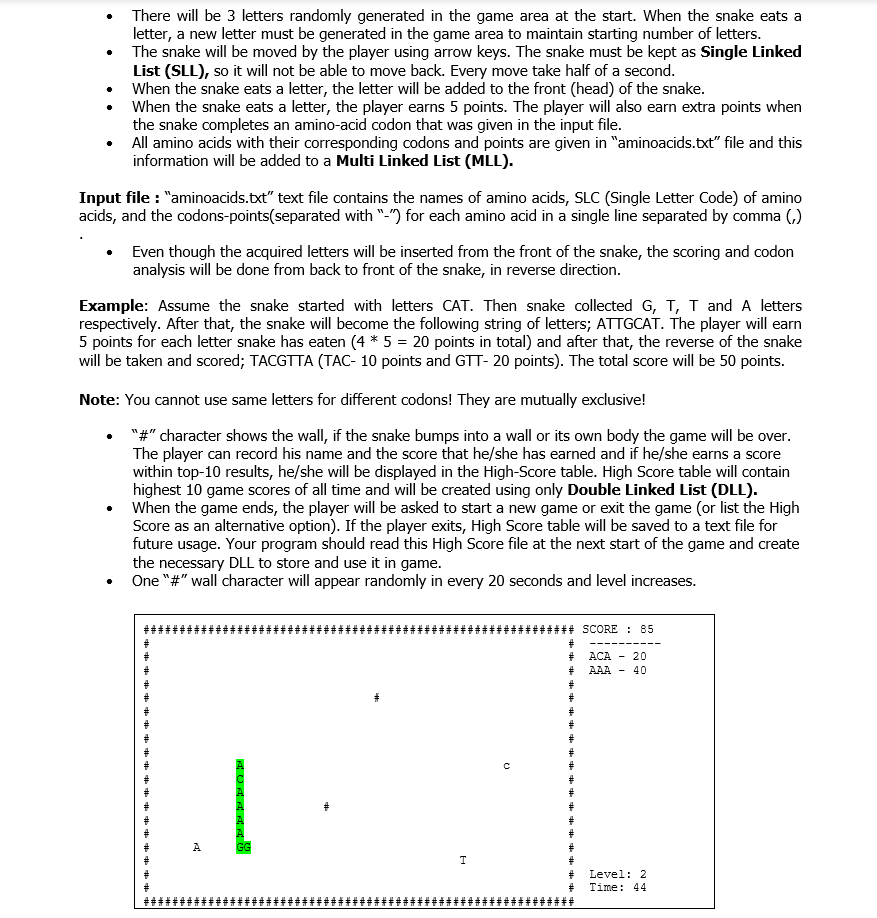 • There will be 3 letters randomly generated in the game area at the start. When the snake eats a
letter, a new letter must be generated in the game area to maintain starting number of letters.
• The snake will be moved by the player using arrow keys. The snake must be kept as Single Linked
List (SLL), so it will not be able to move back. Every move take half of a second.
• When the snake eats a letter, the letter will be added to the front (head) of the snake.
• When the snake eats a letter, the player earns 5 points. The player will also earn extra points when
the snake completes an amino-acid codon that was given in the input file.
• All amino acids with their corresponding codons and points are given in "aminoacids.txt" file and this
information will be added to a Multi Linked List (MLL).
Input file : "aminoacids.txt" text file contains the names of amino acids, SLC (Single Letter Code) of amino
acids, and the codons-points(separated with "-") for each amino acid in a single line separated by comma (,)
.
• Even though the acquired letters will be inserted from the front of the snake, the scoring and codon
analysis will be done from back to front of the snake, in reverse direction.
Example: Assume the snake started with letters CAT. Then snake collected G, T, T and A letters
respectively. After that, the snake will become the following string of letters; ATTGCAT. The player will earn
5 points for each letter snake has eaten (4 * 5 = 20 points in total) and after that, the reverse of the snake
will be taken and scored; TACGTTA (TAC- 10 points and GTT- 20 points). The total score will be 50 points.
Note: You cannot use same letters for different codons! They are mutually exclusive!
• "#" character shows the wall, if the snake bumps into a wall or its own body the game will be over.
The player can record his name and the score that he/she has earned and if he/she earns a score
within top-10 results, he/she will be displayed in the High-Score table. High Score table will contain
highest 10 game scores of all time and will be created using only Double Linked List (DLL).
• When the game ends, the player will be asked to start a new game or exit the game (or list the High
Score as an alternative option). If the player exits, High Score table will be saved to a text file for
future usage. Your program should read this High Score file at the next start of the game and create
the necessary DLL to store and use it in game.
• One "#" wall character will appear randomly in every 20 seconds and level increases.
############################################################ SCORE : 85
# # ----------
# # ACA - 20
# # AAA - 40
# #
# # #
# #
# #
# #
# #
# A C #
# C #
# A #
# A # #
# A #
# A #
# A GG #
# T #
# # Level: 2
# # Time: 44
############################################################